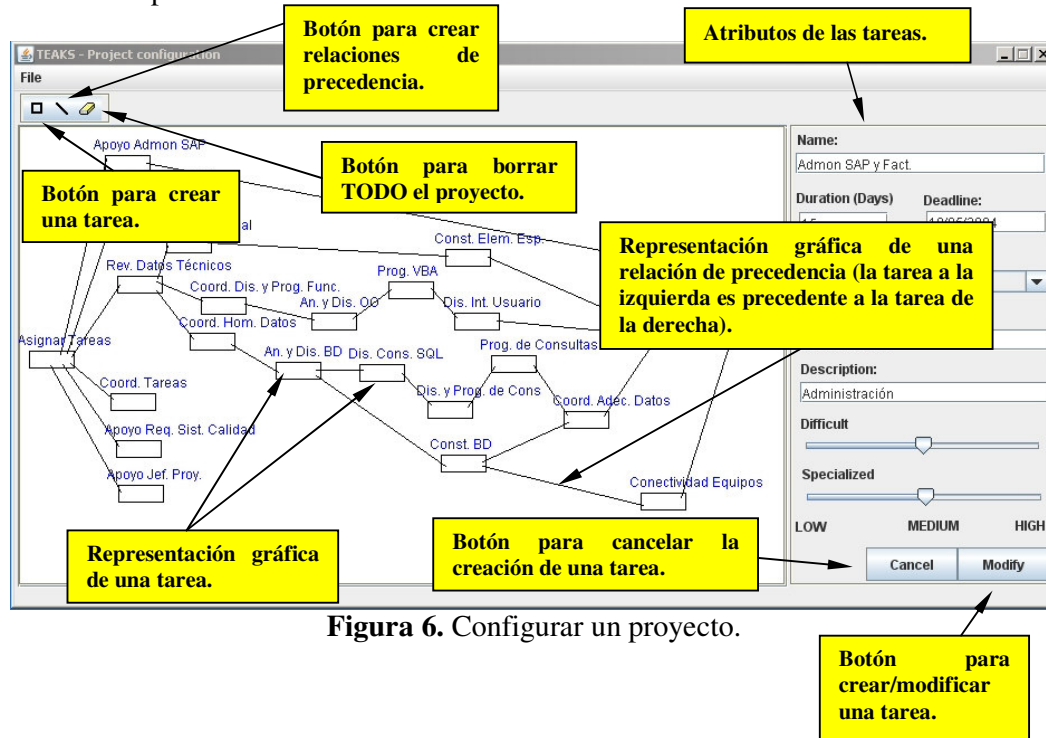 Botón para crear
relaciones de
precedencia.
Atributos de las tareas.
TEAKS - Project configuration
File
Apoyo Admon SAP
Name:
Admon SAP y Fact.
Botón para borrar
TODO el proyecto.
Botón para crear
una tarea.
Duration (Days) Deadline:
al
Const. Elem. Esp.
Representación gráfica de una
relación de precedencia (la tarea a la
izquierda es precedente a la tarea de
la derecha).
Rev. Datos Técnicos
Prog. VBA
Coord. Dis. y Prog. Func.
An. y Dis. OO
Dis. Int. Usuario
Coord. Hom. Datos
Asignar Tareas
An. y Dis. BD
Dis. Cons. SQL
Prog. de Consultas
Description:
Administración
Coord. Tareas
Dis. y Prog. de Cons
Coord. Adec. Datos
Difficult
Apoyo Req. Sist. Calidad
Const. BD
Apoyo Jef. Proy.
Conectividad Equipos
Specialized
LOW MEDIUM HIGH
Representación gráfica
de una tarea.
Botón para cancelar la
creación de una tarea.
Cancel Modify
Figura 6. Configurar un proyecto.
Botón para
crear/modificar
una tarea.